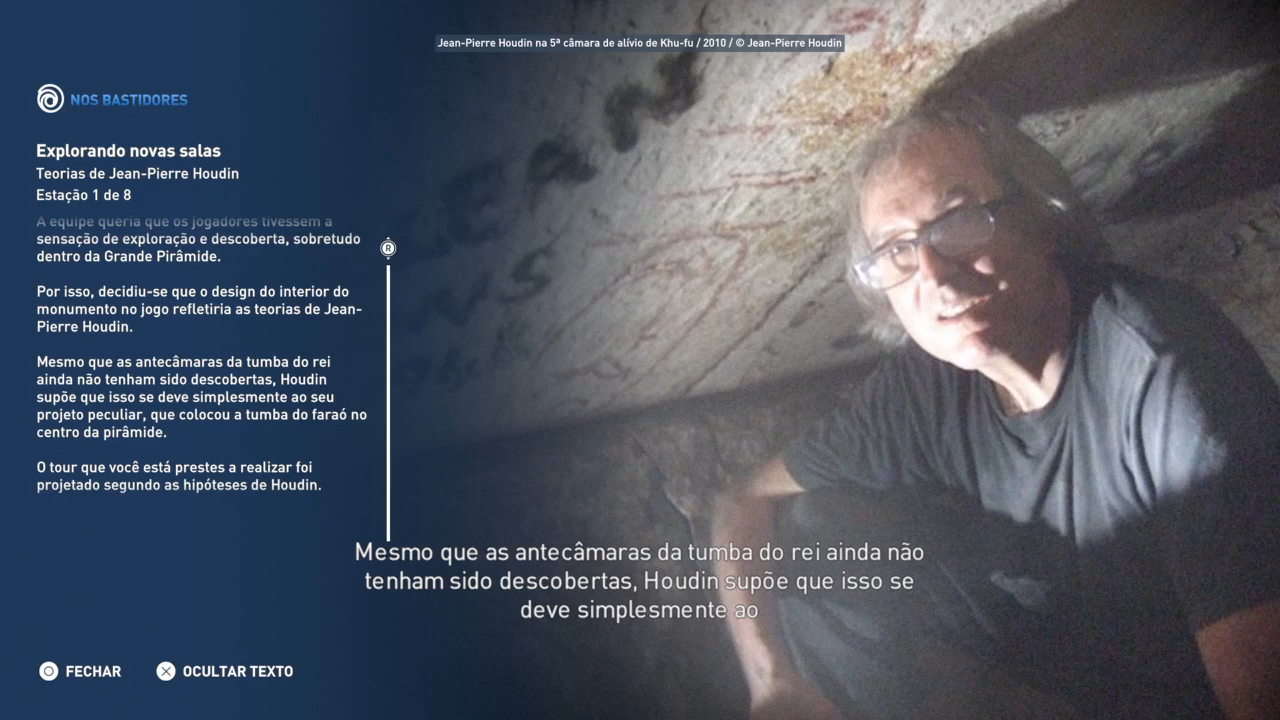 Jean-Pierre Houdin na 5ª câmara de alívio de Khu-fu / 2010 / © Jean-Pierre Houdin
NOS BASTIDORES
Explorando novas salas
Teorias de Jean-Pierre Houdin
Estação 1 de 8
A equipe queria que os jogadores tivessem a
sensação de exploração e descoberta, sobretudo
dentro da Grande Pirâmide.
Por isso, decidiu-se que o design do interior do
monumento no jogo refletiria as teorias de Jean-
Pierre Houdin.
Mesmo que as antecâmaras da tumba do rei
ainda não tenham sido descobertas, Houdin
supõe que isso se deve simplesmente ao seu
projeto peculiar, que colocou a tumba do faraó no
centro da pirâmide.
O tour que você está prestes a realizar foi
projetado segundo as hipóteses de Houdin.
R
Mesmo que as antecâmaras da tumba do rei ainda não
tenham sido descobertas, Houdin supõe que isso se
deve simplesmente ao
FECHAR
OCULTAR TEXTO